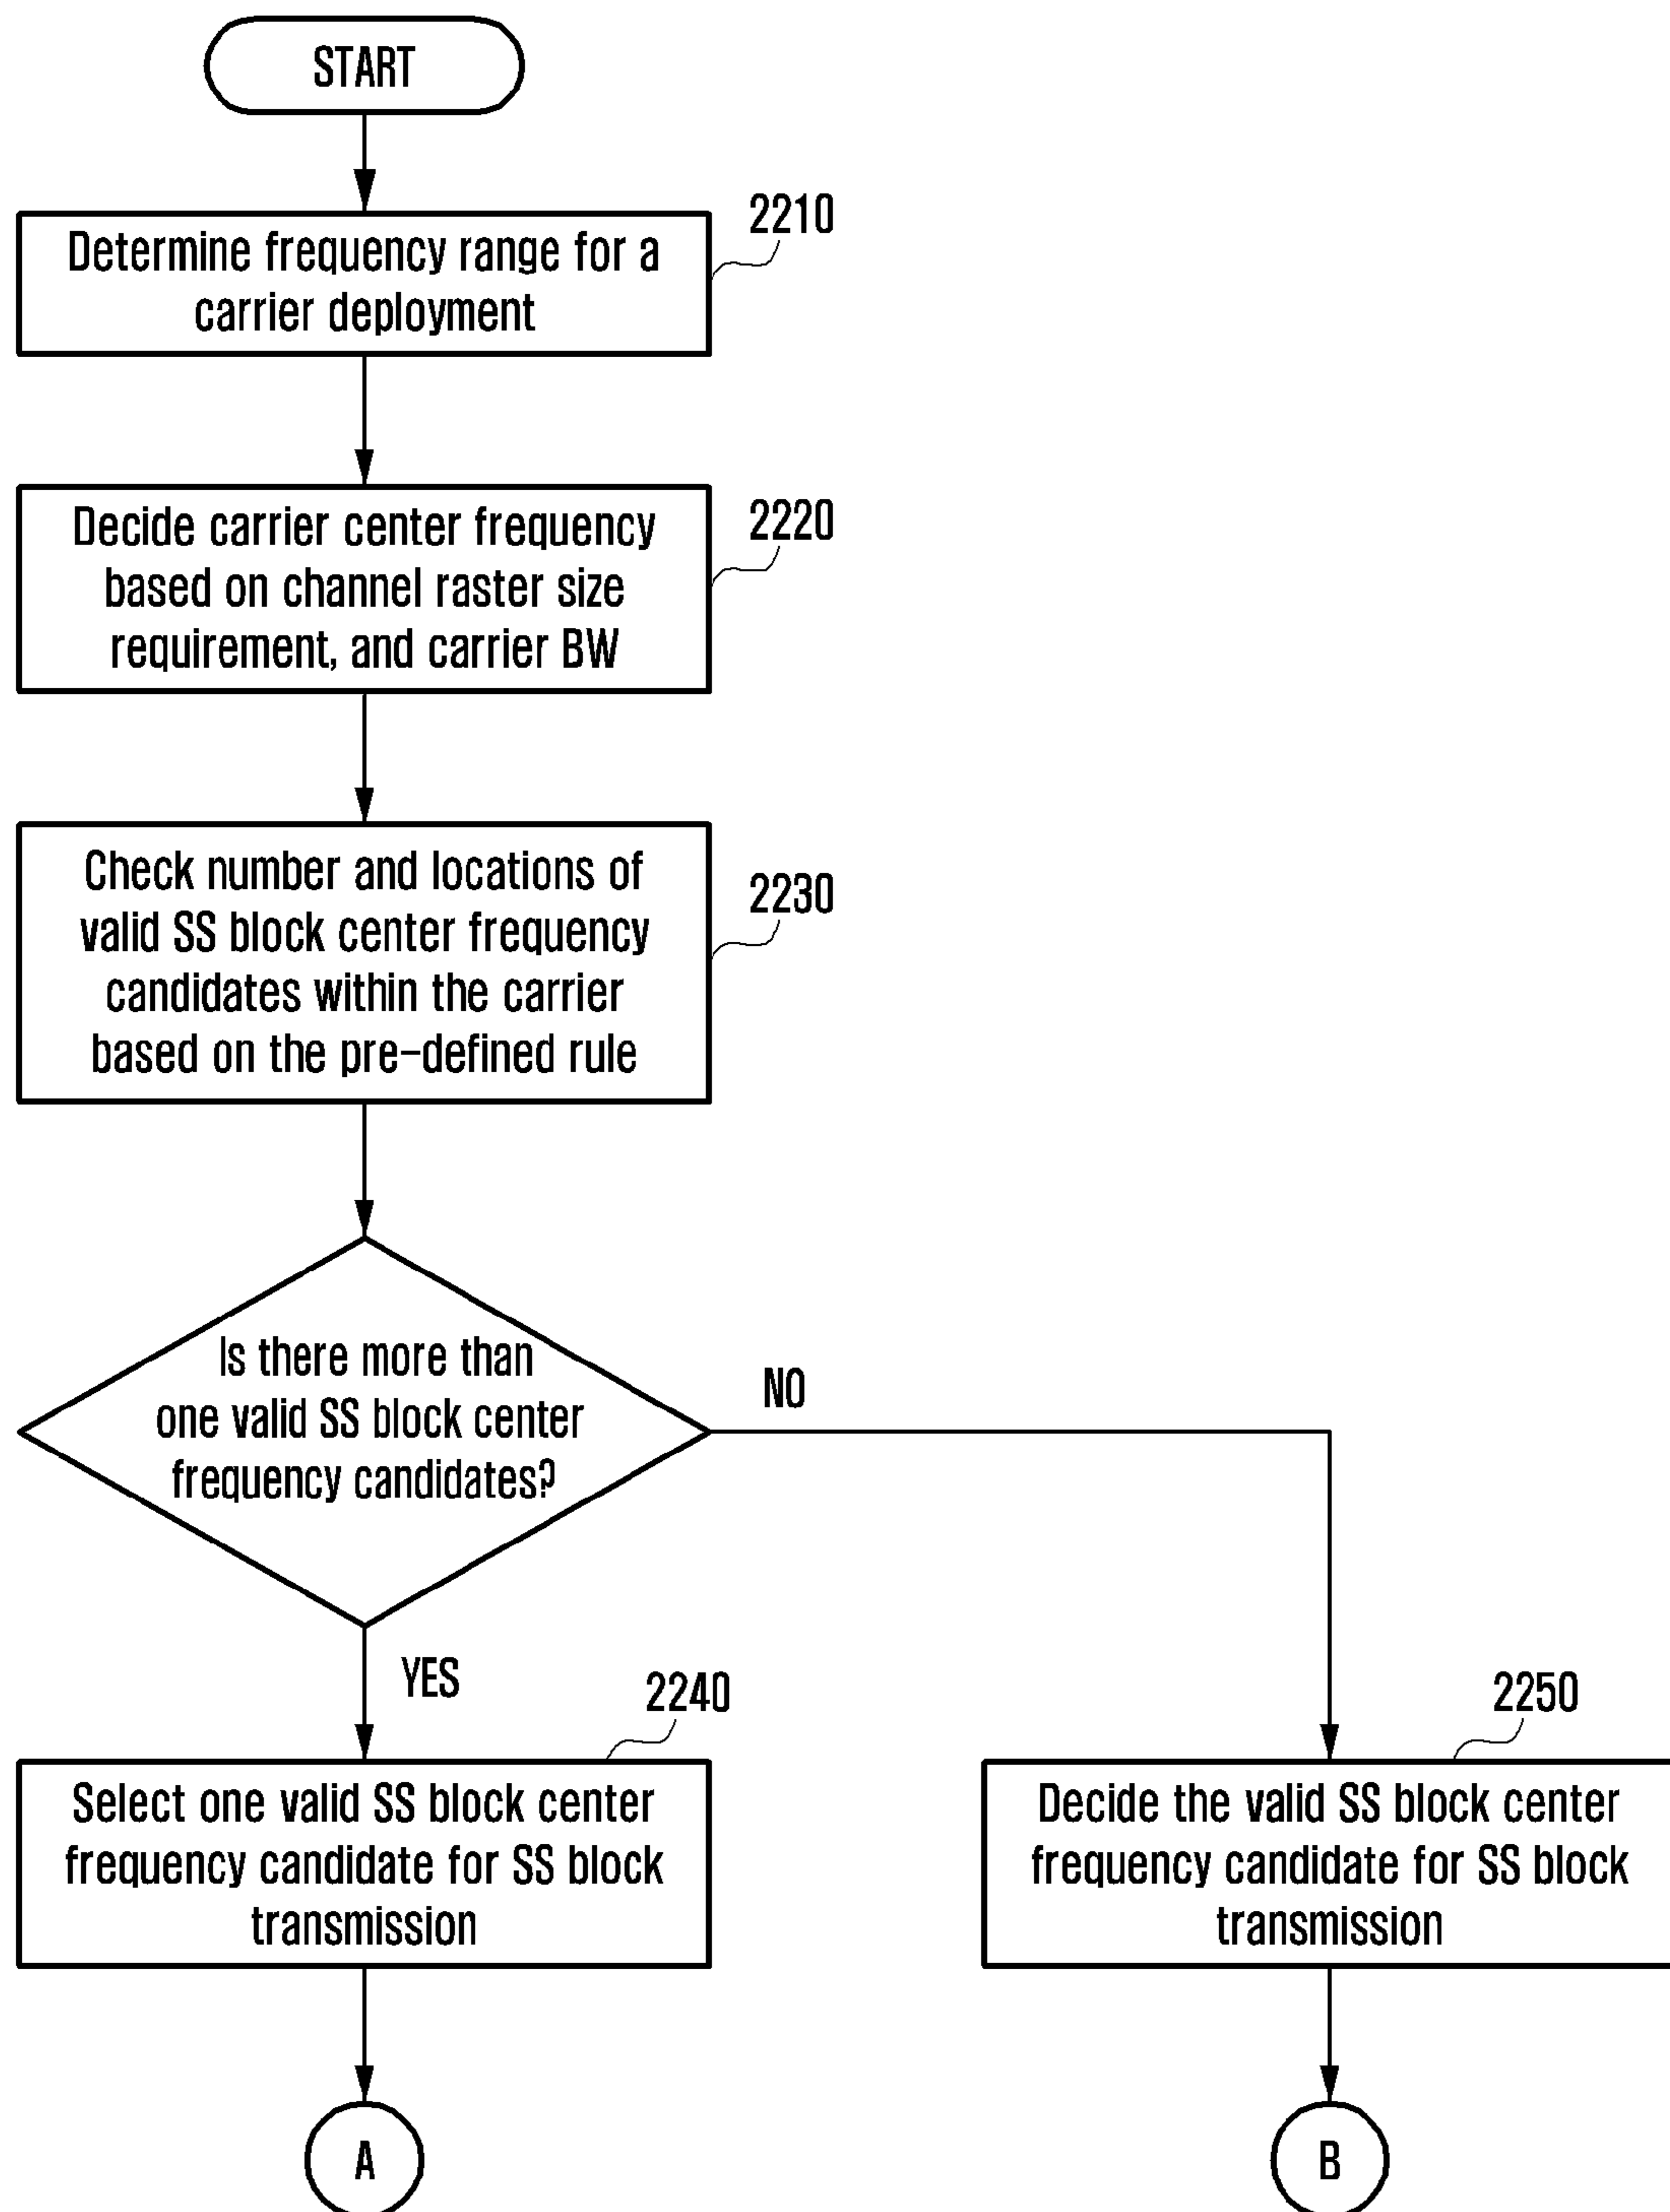 START
2210
Determine frequency range for a
carrier deployment
2220
Decide carrier center frequency
based on channel raster size
requirement, and carrier BW
2230
Check number and locations of
valid SS block center frequency
candidates within the carrier
based on the pre-defined rule
Is there more than
one valid SS block center
frequency candidates?
NO
YES
2240
Select one valid SS block center
frequency candidate for SS block
transmission
2250
Decide the valid SS block center
frequency candidate for SS block
transmission
A
B